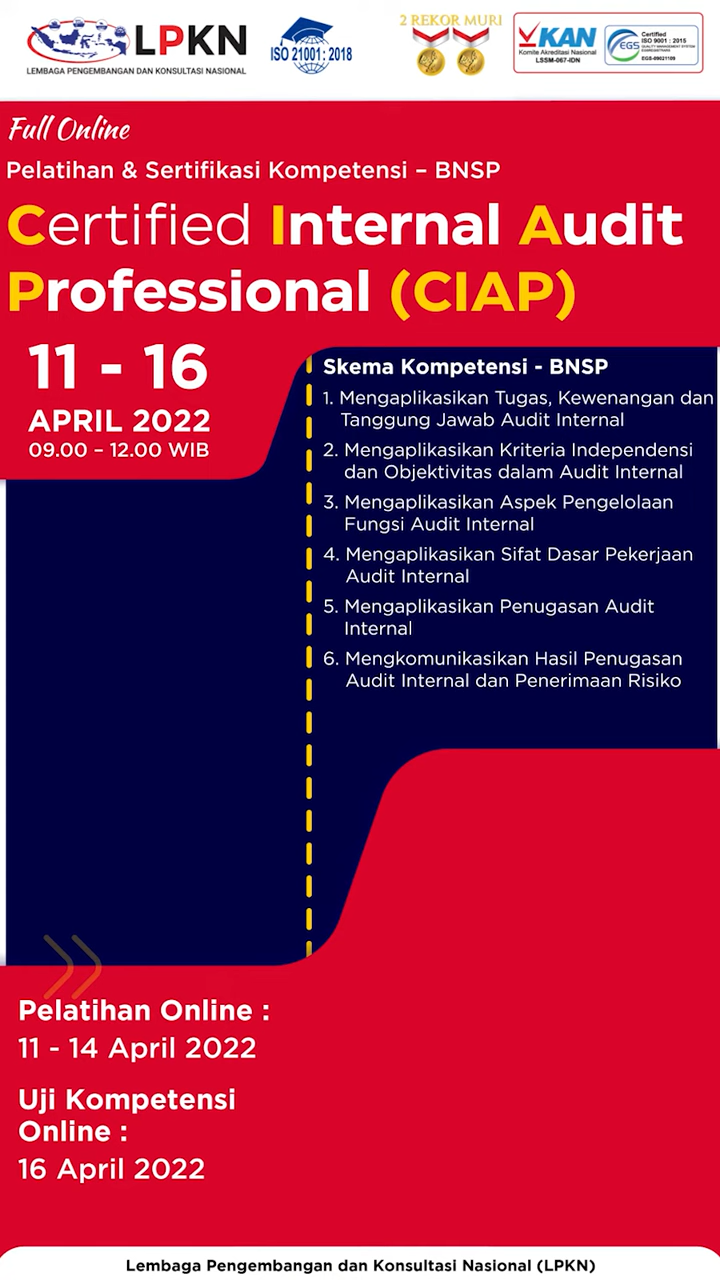 LPKN
LEMBAGA PENGEMBANGAN DAN KONSULTASI NASIONAL
ISO 21001: 2018
2 REKOR MURI
KAN
Komite Akreditasi Nasional
LSSM-067-IDN
EGS
Certified
ISO 9001 : 2015
QUALITY MANAGEMENT SYSTEM
EGS-09021109
Full Online
Pelatihan & Sertifikasi Kompetensi – BNSP
Certified Internal Audit
Professional (CIAP)
11 - 16
APRIL 2022
09.00 – 12.00 WIB
Skema Kompetensi - BNSP
1. Mengaplikasikan Tugas, Kewenangan dan
Tanggung Jawab Audit Internal
2. Mengaplikasikan Kriteria Independensi
dan Objektivitas dalam Audit Internal
3. Mengaplikasikan Aspek Pengelolaan
Fungsi Audit Internal
4. Mengaplikasikan Sifat Dasar Pekerjaan
Audit Internal
5. Mengaplikasikan Penugasan Audit
Internal
6. Mengkomunikasikan Hasil Penugasan
Audit Internal dan Penerimaan Risiko
Pelatihan Online :
11 - 14 April 2022
Uji Kompetensi
Online :
16 April 2022
Lembaga Pengembangan dan Konsultasi Nasional (LPKN)